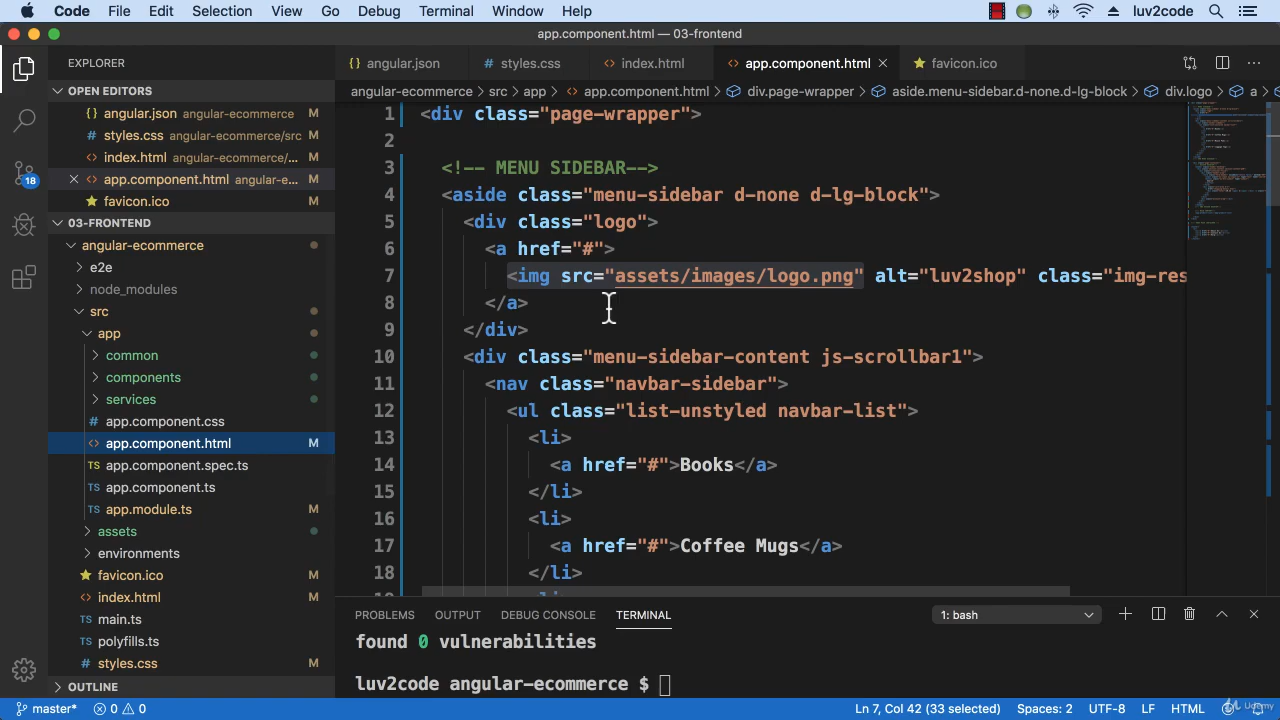 Code File Edit Selection View Go Debug Terminal Window Help luv2code
app.component.html — 03-frontend
EXPLORER
angular.json styles.css index.html app.component.html favicon.ico
OPEN EDITORS
angular.json angular-ecommerce M
styles.css angular-ecommerce/src M
index.html angular-ecommerce/... M
app.component.html angular-e... M
favicon.ico M
03-FRONTEND
angular-ecommerce
e2e
node_modules
src
app
common
components
services
app.component.css
app.component.html M
TS app.component.spec.ts
TS app.component.ts
TS app.module.ts M
assets
environments
favicon.ico M
index.html M
TS main.ts
TS polyfills.ts
# styles.css M
OUTLINE
angular-ecommerce > src > app > app.component.html > div.page-wrapper > aside.menu-sidebar.d-none.d-lg-block > div.logo > a >
1 <div class="page-wrapper">
2
3 <!-- MENU SIDEBAR-->
4 <aside class="menu-sidebar d-none d-lg-block">
5 <div class="logo">
6 <a href="#">
7 <img src="assets/images/logo.png" alt="luv2shop" class="img-res
8 </a>
9 </div>
10 <div class="menu-sidebar-content js-scrollbar1">
11 <nav class="navbar-sidebar">
12 <ul class="list-unstyled navbar-list">
13 <li>
14 <a href="#">Books</a>
15 </li>
16 <li>
17 <a href="#">Coffee Mugs</a>
18 </li>
PROBLEMS OUTPUT DEBUG CONSOLE TERMINAL 1: bash
found 0 vulnerabilities
luv2code angular-ecommerce $
master* 0 0 Ln 7, Col 42 (33 selected) Spaces: 2 UTF-8 LF HTML
18
Udemy